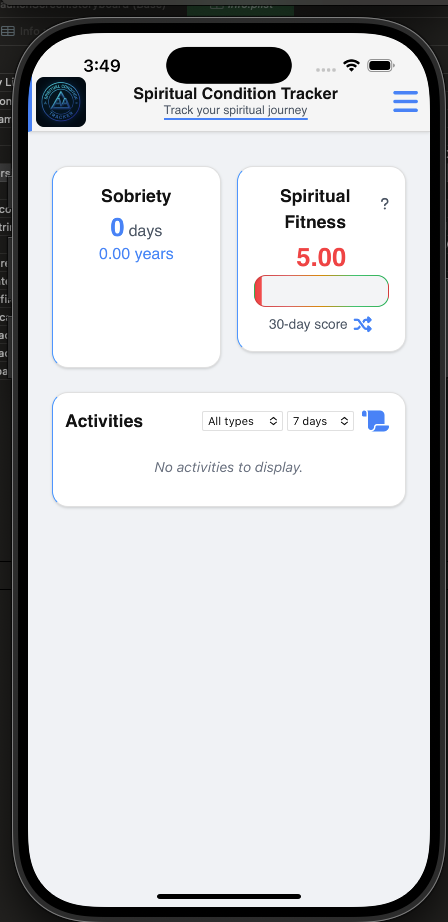 Info
3:49
Spiritual Condition Tracker
Track your spiritual journey
Sobriety
0 days
0.00 years
Spiritual
Fitness
?
5.00
30-day score
Activities
All types
7 days
No activities to display.